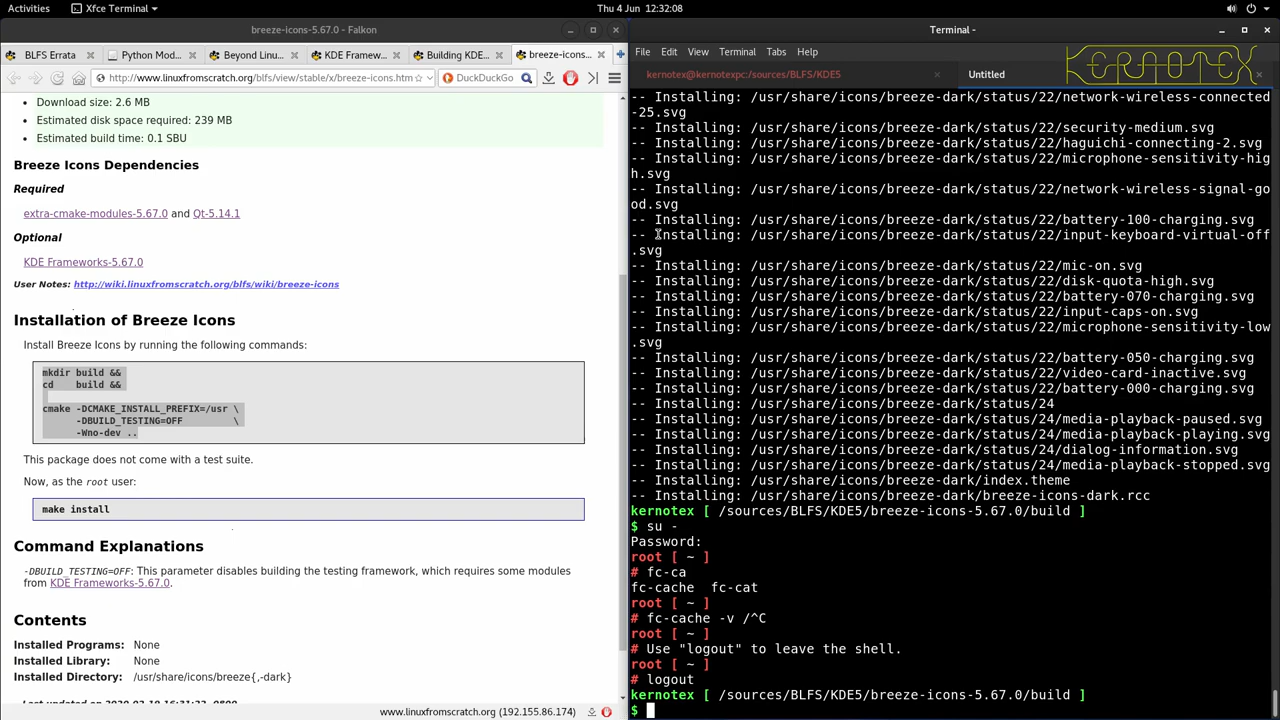 Activities
Xfce Terminal
Thu 4 Jun 12:32:08
breeze-icons-5.67.0 - Falkon
BLFS Errata
Python Mod...
Beyond Linu...
KDE Framew...
Building KDE...
breeze-icons...
http://www.linuxfromscratch.org/blfs/view/stable/x/breeze-icons.htm
DuckDuckGo
Download size: 2.6 MB
Estimated disk space required: 239 MB
Estimated build time: 0.1 SBU
Breeze Icons Dependencies
Required
extra-cmake-modules-5.67.0 and Qt-5.14.1
Optional
KDE Frameworks-5.67.0
User Notes: http://wiki.linuxfromscratch.org/blfs/wiki/breeze-icons
Installation of Breeze Icons
Install Breeze Icons by running the following commands:
mkdir build &&
cd    build &&
cmake -DCMAKE_INSTALL_PREFIX=/usr \
-DBUILD_TESTING=OFF         \
-Wno-dev ..
This package does not come with a test suite.
Now, as the root user:
make install
Command Explanations
-DBUILD_TESTING=OFF: This parameter disables building the testing framework, which requires some modules
from KDE Frameworks-5.67.0.
Contents
Installed Programs: None
Installed Library: None
Installed Directory: /usr/share/icons/breeze{,-dark}
www.linuxfromscratch.org (192.155.86.174)
Terminal -
File Edit View Terminal Tabs Help
KERNOTEX
kernotex@kernotexpc:/sources/BLFS/KDE5
Untitled
-- Installing: /usr/share/icons/breeze-dark/status/22/network-wireless-connected
-25.svg
-- Installing: /usr/share/icons/breeze-dark/status/22/security-medium.svg
-- Installing: /usr/share/icons/breeze-dark/status/22/haguichi-connecting-2.svg
-- Installing: /usr/share/icons/breeze-dark/status/22/microphone-sensitivity-hig
h.svg
-- Installing: /usr/share/icons/breeze-dark/status/22/network-wireless-signal-go
od.svg
-- Installing: /usr/share/icons/breeze-dark/status/22/battery-100-charging.svg
-- Installing: /usr/share/icons/breeze-dark/status/22/input-keyboard-virtual-off
.svg
-- Installing: /usr/share/icons/breeze-dark/status/22/mic-on.svg
-- Installing: /usr/share/icons/breeze-dark/status/22/disk-quota-high.svg
-- Installing: /usr/share/icons/breeze-dark/status/22/battery-070-charging.svg
-- Installing: /usr/share/icons/breeze-dark/status/22/input-caps-on.svg
-- Installing: /usr/share/icons/breeze-dark/status/22/microphone-sensitivity-low
.svg
-- Installing: /usr/share/icons/breeze-dark/status/22/battery-050-charging.svg
-- Installing: /usr/share/icons/breeze-dark/status/22/video-card-inactive.svg
-- Installing: /usr/share/icons/breeze-dark/status/22/battery-000-charging.svg
-- Installing: /usr/share/icons/breeze-dark/status/24
-- Installing: /usr/share/icons/breeze-dark/status/24/media-playback-paused.svg
-- Installing: /usr/share/icons/breeze-dark/status/24/media-playback-playing.svg
-- Installing: /usr/share/icons/breeze-dark/status/24/dialog-information.svg
-- Installing: /usr/share/icons/breeze-dark/status/24/media-playback-stopped.svg
-- Installing: /usr/share/icons/breeze-dark/index.theme
-- Installing: /usr/share/icons/breeze-dark/breeze-icons-dark.rcc
kernotex [ /sources/BLFS/KDE5/breeze-icons-5.67.0/build ]
$ su -
Password:
root [ ~ ]
# fc-ca
fc-cache  fc-cat
root [ ~ ]
# fc-cache -v /^C
root [ ~ ]
# Use "logout" to leave the shell.
root [ ~ ]
# logout
kernotex [ /sources/BLFS/KDE5/breeze-icons-5.67.0/build ]
$